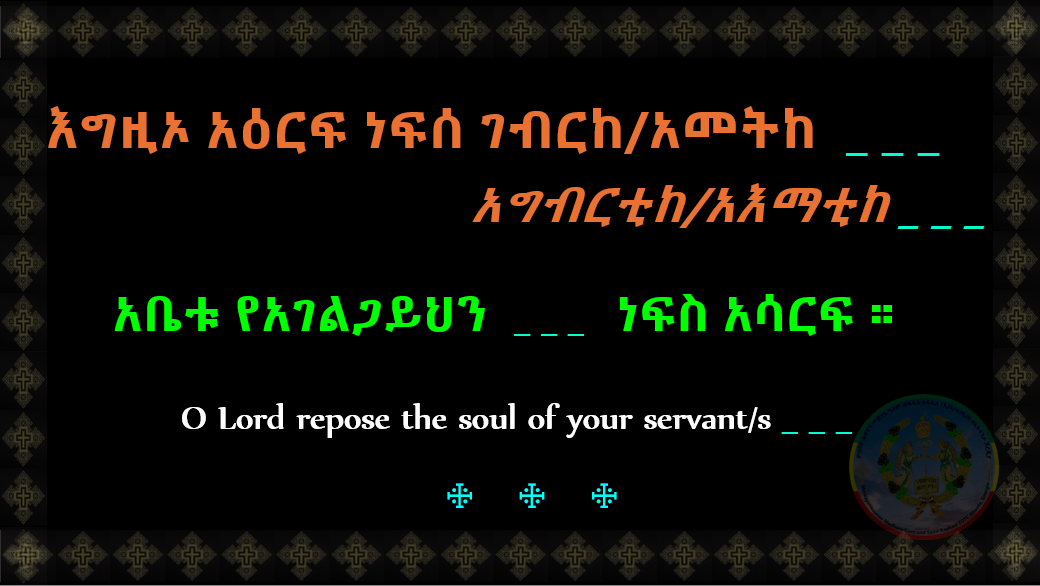 እግዚኦ አዕርፍ ነፍሰ ገብርከ/አመትከ _ _ _
አግብርቲከ/አእማቲከ _ _ _
አቤቱ የአገልጋይህን _ _ _ ነፍስ አሳርፍ ።
O Lord repose the soul of your servant/s _ _ _